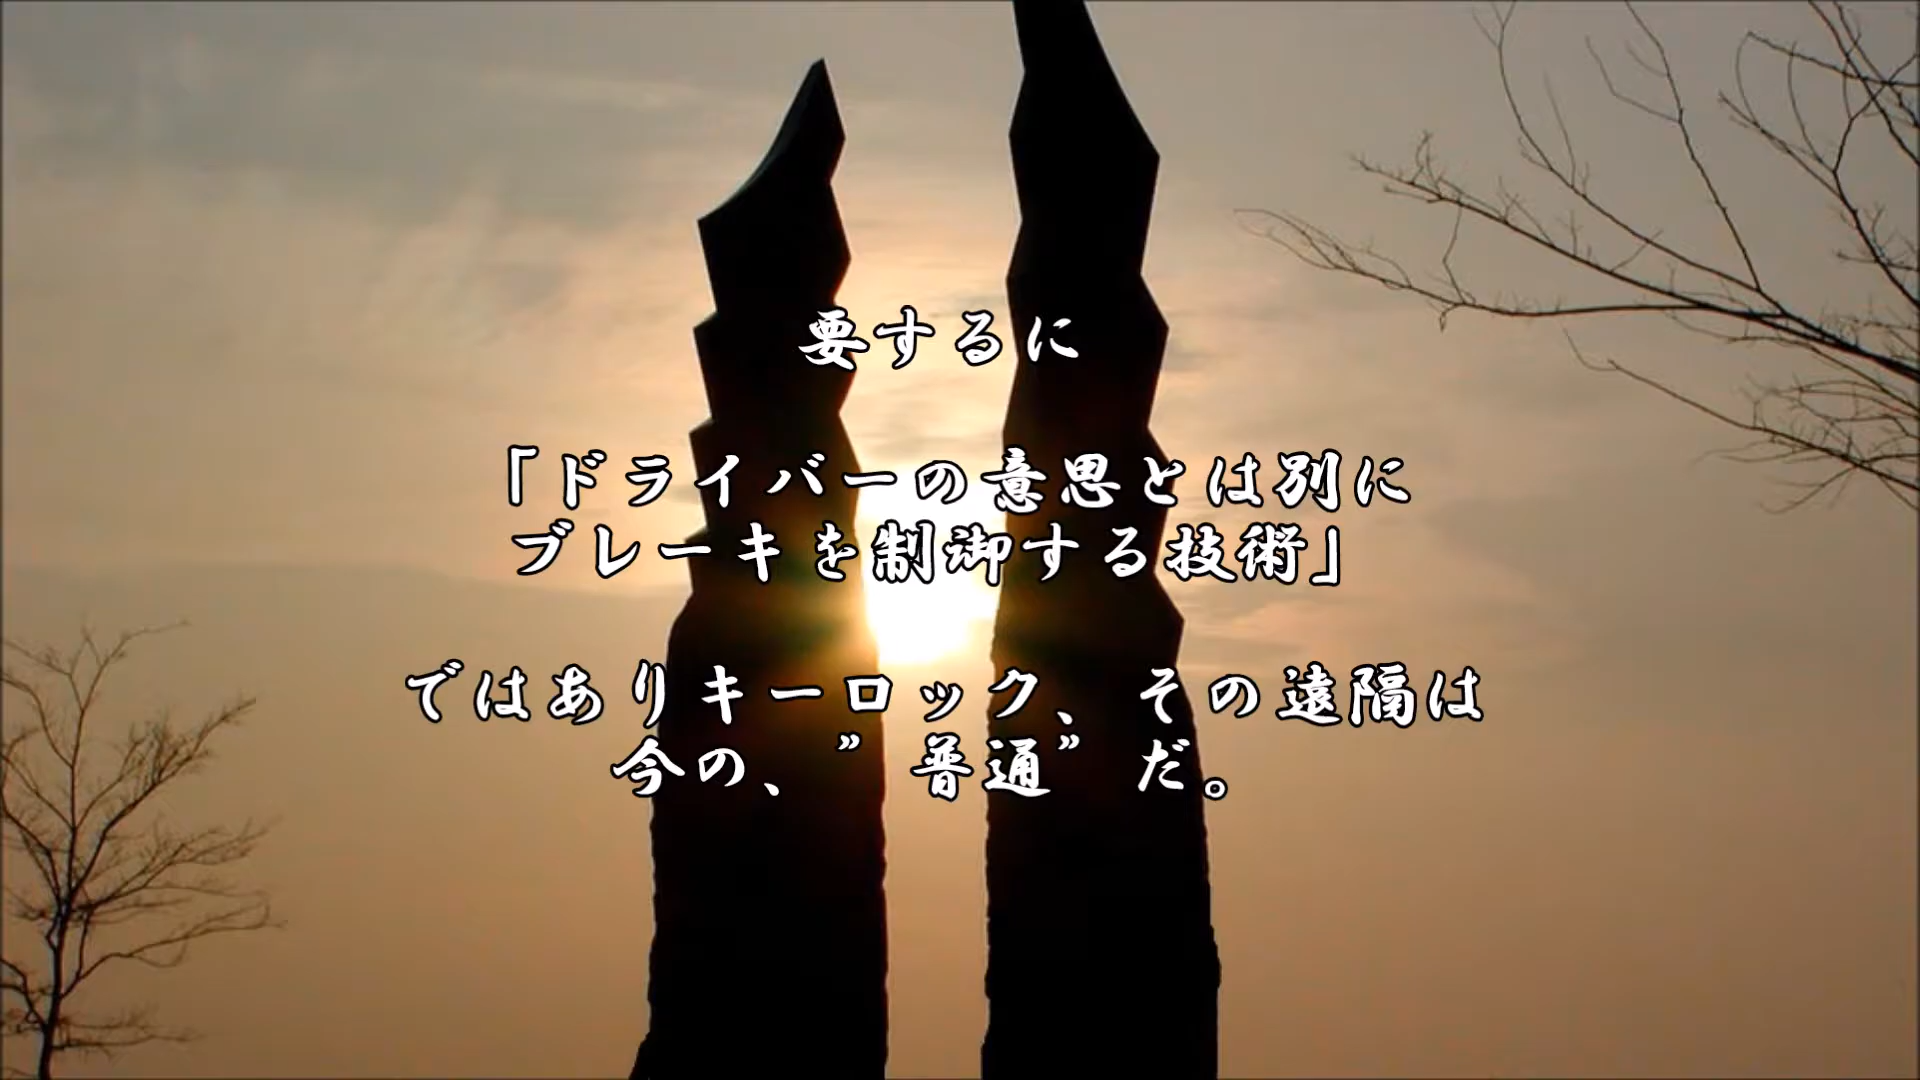 要するに
「ドライバーの意思とは別に
ブレーキを制御する技術」
ではありキーロック、その遠隔は
今の、”普通”だ。